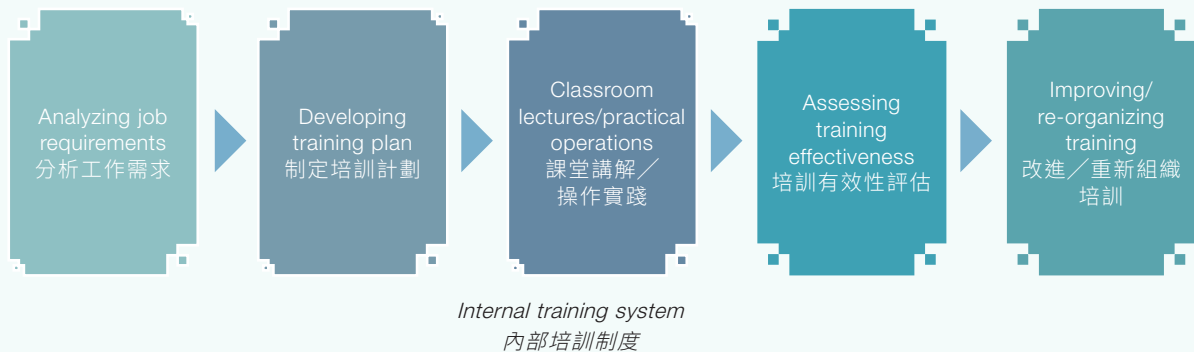 Analyzing job
requirements
分析工作需求
Developing
training plan
制定培訓計劃
Classroom
lectures/practical
operations
課堂講解／
操作實踐
Assessing
training
effectiveness
培訓有效性評估
Improving/
re-organizing
training
改進／重新組織
培訓
Internal training system
內部培訓制度